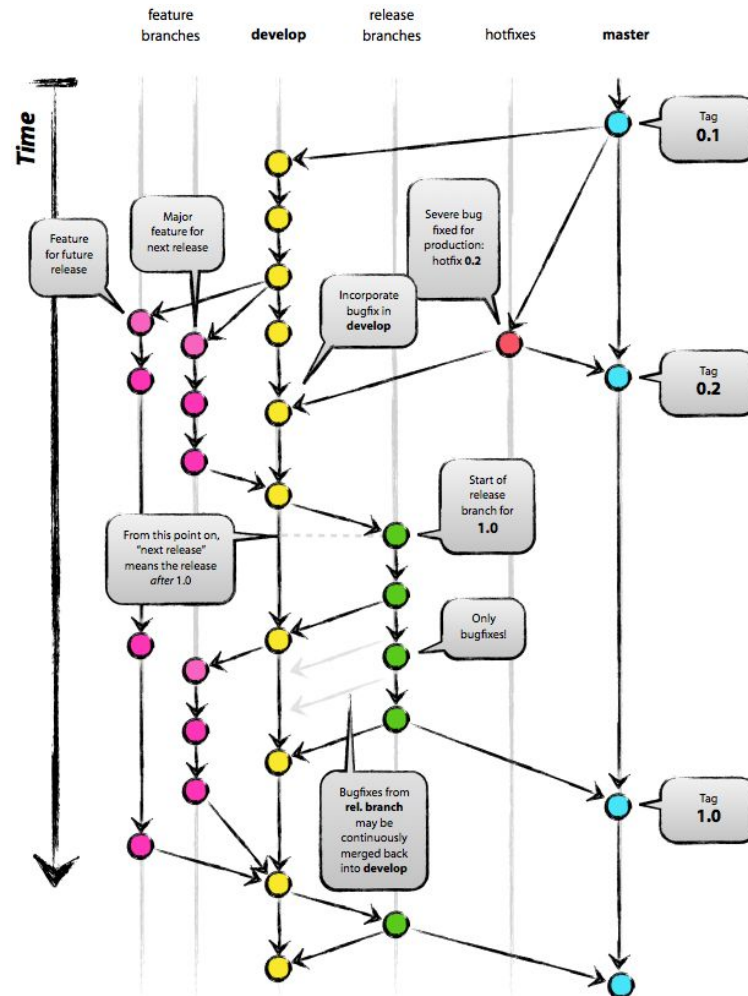 feature
branches
develop
release
branches
hotfixes
master
Time
Tag
0.1
Major
feature for
next release
Severe bug
fixed for
production:
hotfix 0.2
Feature
for future
release
Incorporate
bugfix in
develop
Tag
0.2
Start of
release
branch for
1.0
From this point on,
“next release”
means the release
after 1.0
Only
bugfixes!
Bugfixes from
rel. branch
may be
continuously
merged back
into develop
Tag
1.0